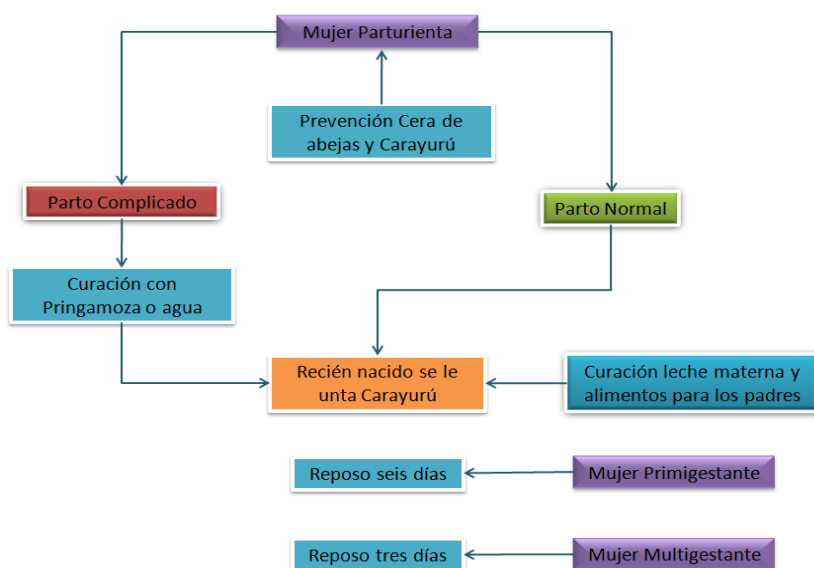 Mujer Parturienta
Prevención Cera de
abejas y Carayurú
Parto Complicado
Parto Normal
Curación con
Pringamoza o agua
Recién nacido se le
unta Carayurú
Curación leche materna y
alimentos para los padres
Reposo seis días
Mujer Primigestante
Reposo tres días
Mujer Multigestante